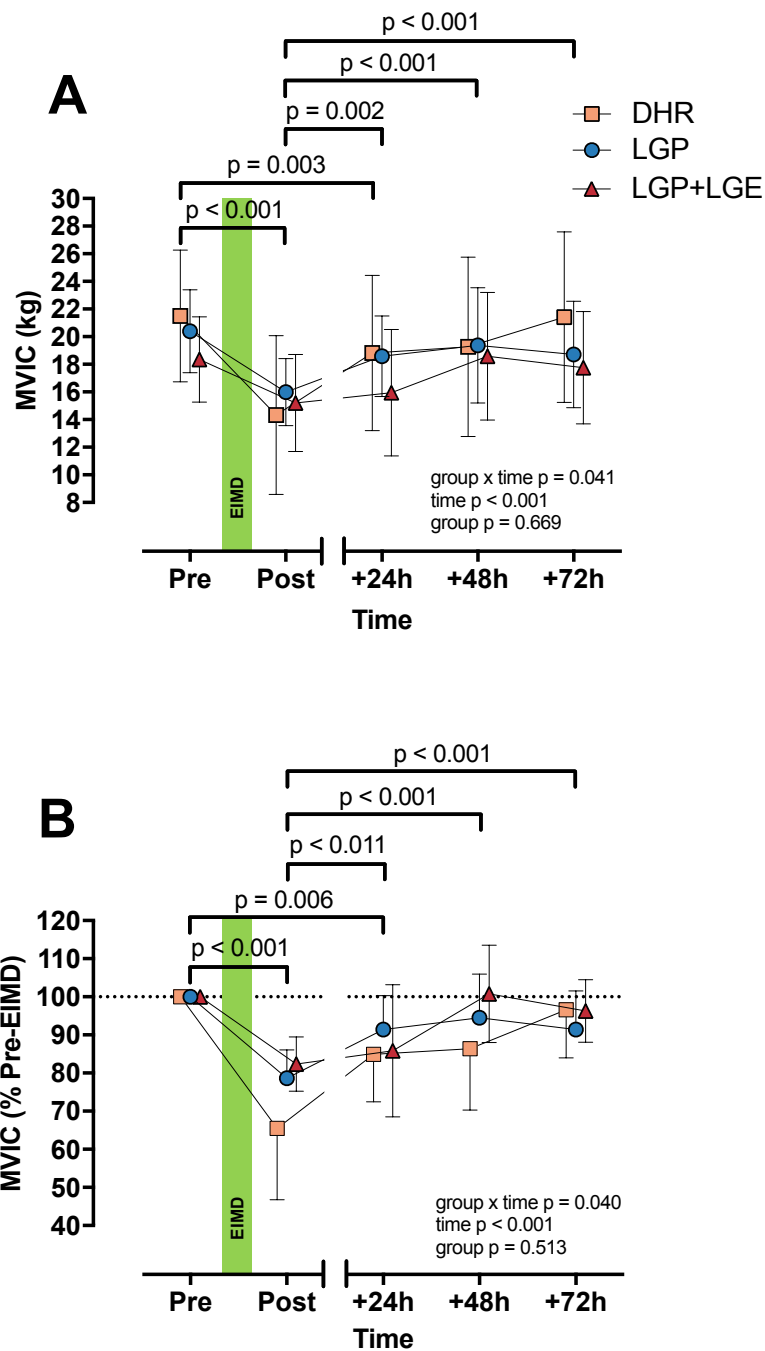 p < 0.001
A
p < 0.001
DHR
p = 0.002
LGP
p = 0.003
LGP+LGE
p < 0.001
30
28
26
24
22
20
18
16
14
12
10
8
MVIC (kg)
EIMD
group x time p = 0.041
time p < 0.001
group p = 0.669
Pre Post +24h +48h +72h
Time
p < 0.001
B
p < 0.001
p < 0.011
p = 0.006
p < 0.001
120
110
100
90
80
70
60
50
40
MVIC (% Pre-EIMD)
EIMD
group x time p = 0.040
time p < 0.001
group p = 0.513
Pre Post +24h +48h +72h
Time